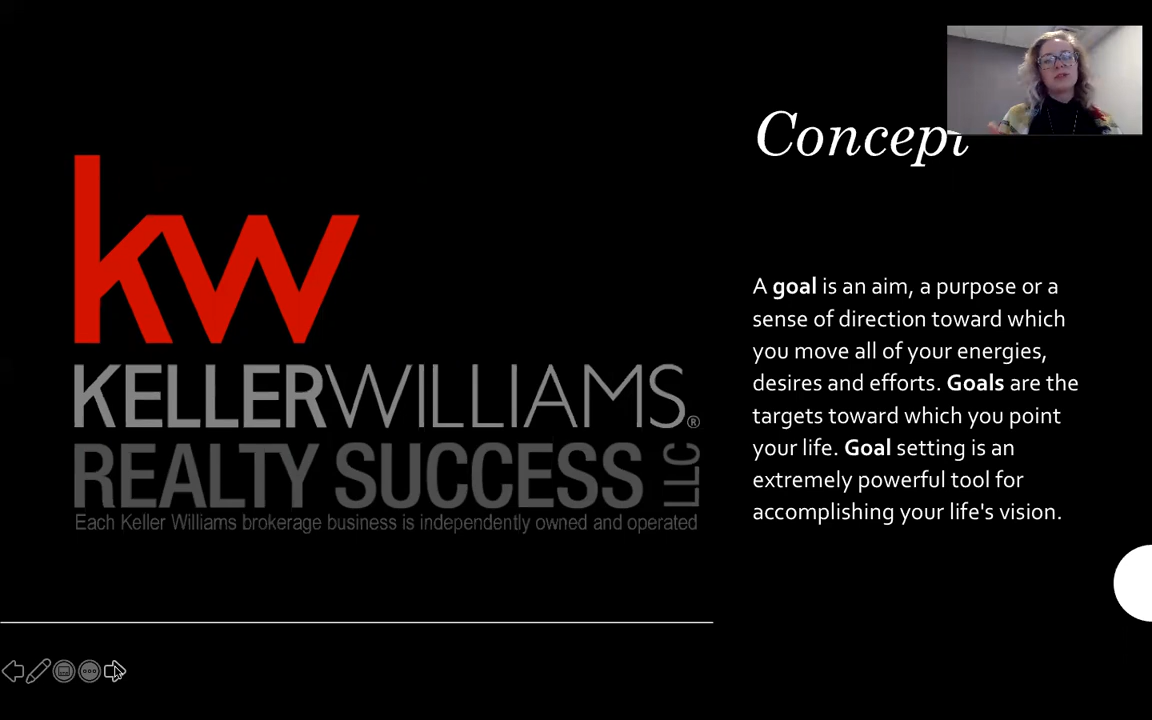 Concept
kw
KELLERWILLIAMS®
REALTY SUCCESS LLC
Each Keller Williams brokerage business is independently owned and operated
A goal is an aim, a purpose or a
sense of direction toward which
you move all of your energies,
desires and efforts. Goals are the
targets toward which you point
your life. Goal setting is an
extremely powerful tool for
accomplishing your life's vision.